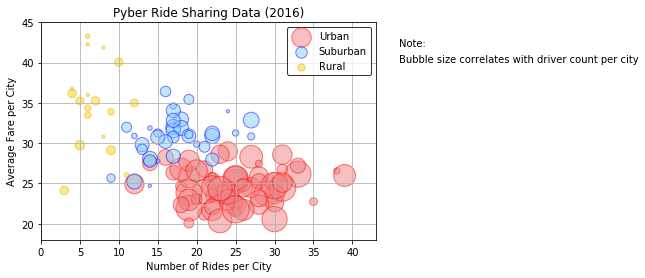 Pyber Ride Sharing Data (2016)
45
40
35
30
25
20
Average Fare per City
0
5
10
15
20
25
30
35
40
Number of Rides per City
Urban
Suburban
Rural
Note:
Bubble size correlates with driver count per city